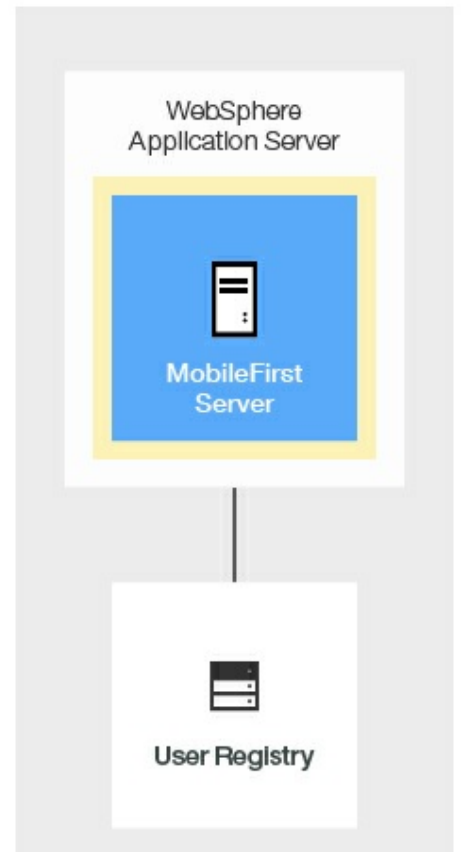 WebSphere
Application Server
MobileFirst
Server
User Registry